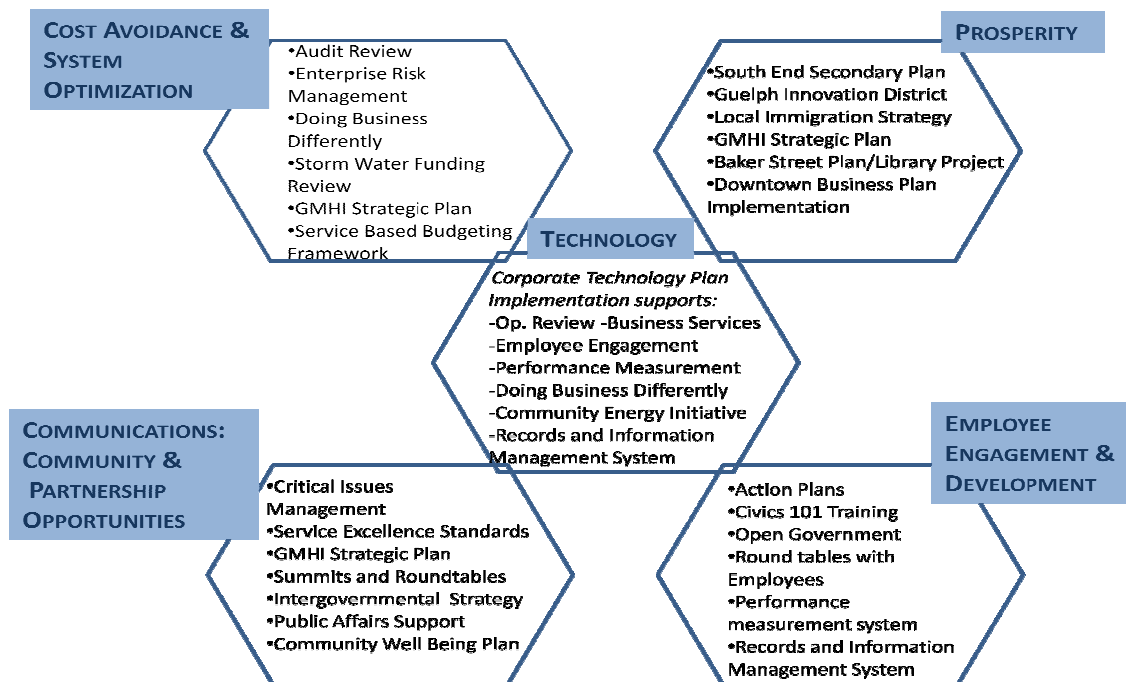 COST AVOIDANCE &
SYSTEM
OPTIMIZATION
•Audit Review
•Enterprise Risk
Management
•Doing Business
Differently
•Storm Water Funding
Review
•GMHI Strategic Plan
•Service Based Budgeting
Framework
PROSPERITY
•South End Secondary Plan
•Guelph Innovation District
•Local Immigration Strategy
•GMHI Strategic Plan
•Baker Street Plan/Library Project
•Downtown Business Plan
Implementation
TECHNOLOGY
Corporate Technology Plan
Implementation supports:
-Op. Review -Business Services
-Employee Engagement
-Performance Measurement
-Doing Business Differently
-Community Energy Initiative
-Records and Information
Management System
COMMUNICATIONS:
COMMUNITY &
PARTNERSHIP
OPPORTUNITIES
•Critical Issues
Management
•Service Excellence Standards
•GMHI Strategic Plan
•Summits and Roundtables
•Intergovernmental Strategy
•Public Affairs Support
•Community Well Being Plan
EMPLOYEE
ENGAGEMENT &
DEVELOPMENT
•Action Plans
•Civics 101 Training
•Open Government
•Round tables with
Employees
•Performance
measurement system
•Records and Information
Management System